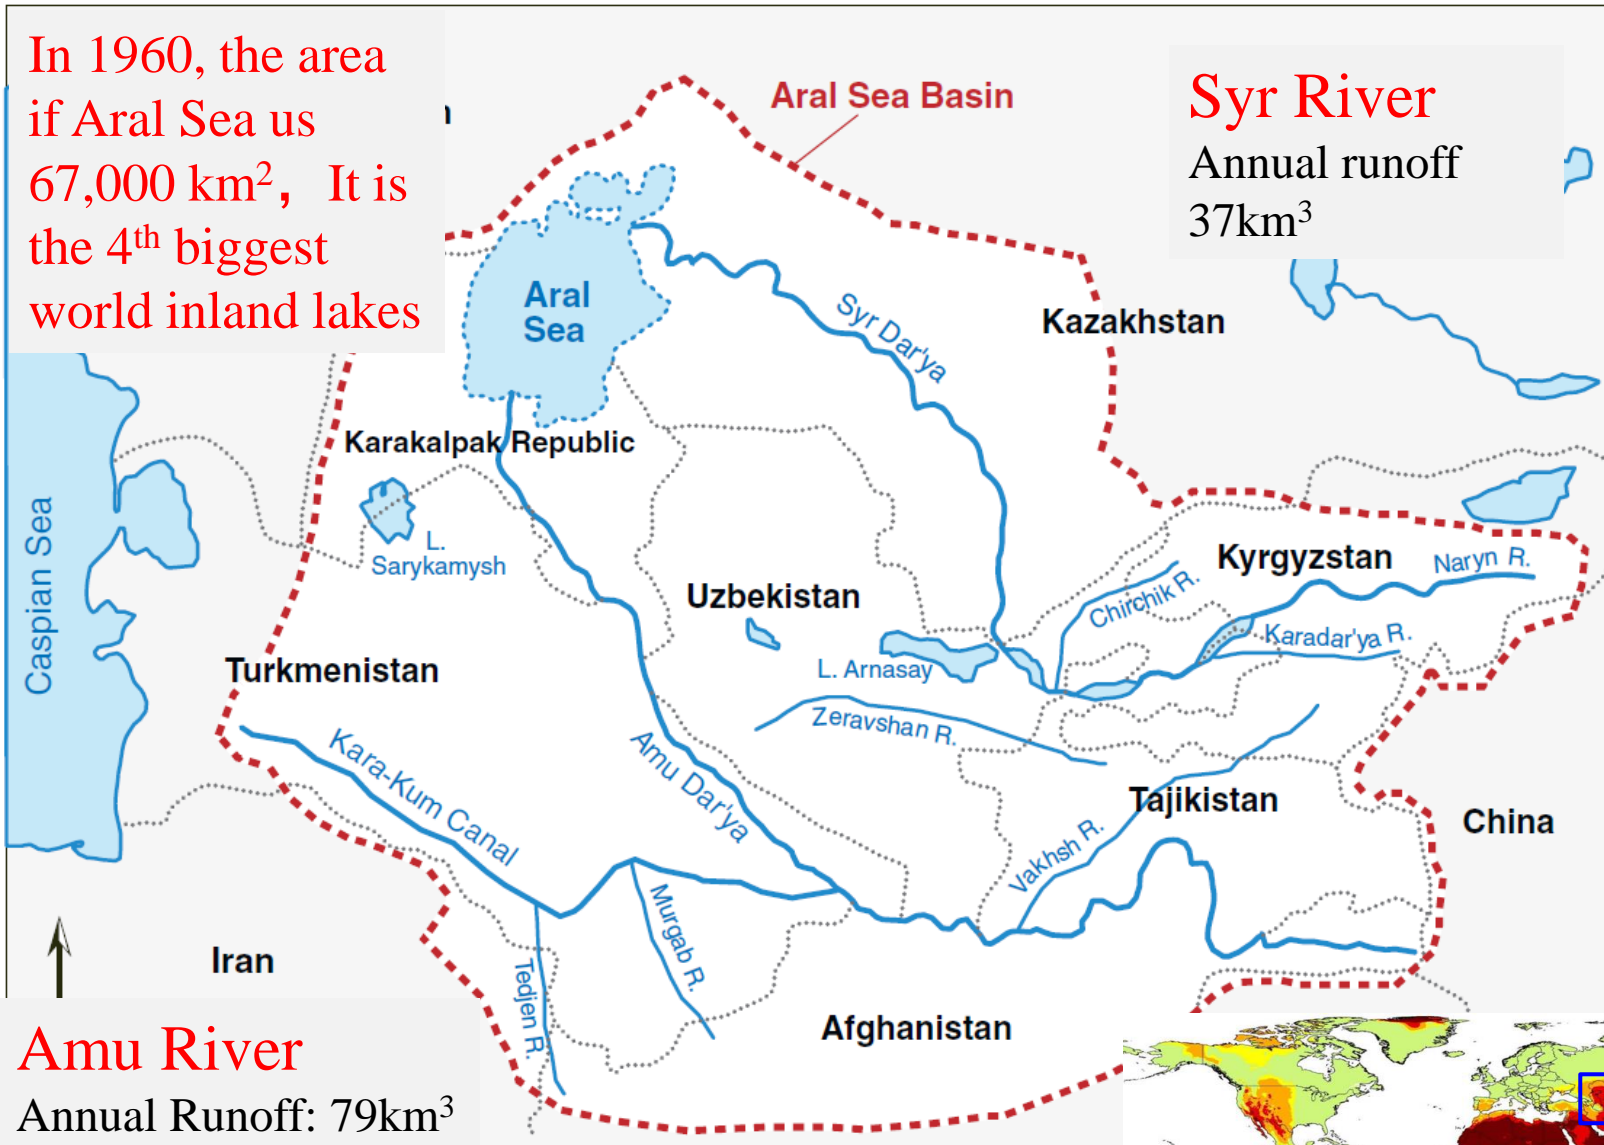 In 1960, the area
if Aral Sea us
67,000 km², It is
the 4th biggest
world inland lakes
n
Aral Sea Basin
Syr River
Annual runoff
37km³
Aral
Sea
Syr Dar'ya
Kazakhstan
Karakalpak Republic
L.
Sarykamysh
Caspian Sea
Uzbekistan
Kyrgyzstan
Naryn R.
Chirchik R.
Karadar'ya R.
L. Arnasay
Turkmenistan
Zeravshan R.
Kara-Kum Canal
Amu Dar'ya
Tajikistan
China
Vakhsh R.
Murgab R.
Iran
Tedjen R.
Afghanistan
Amu River
Annual Runoff: 79km³